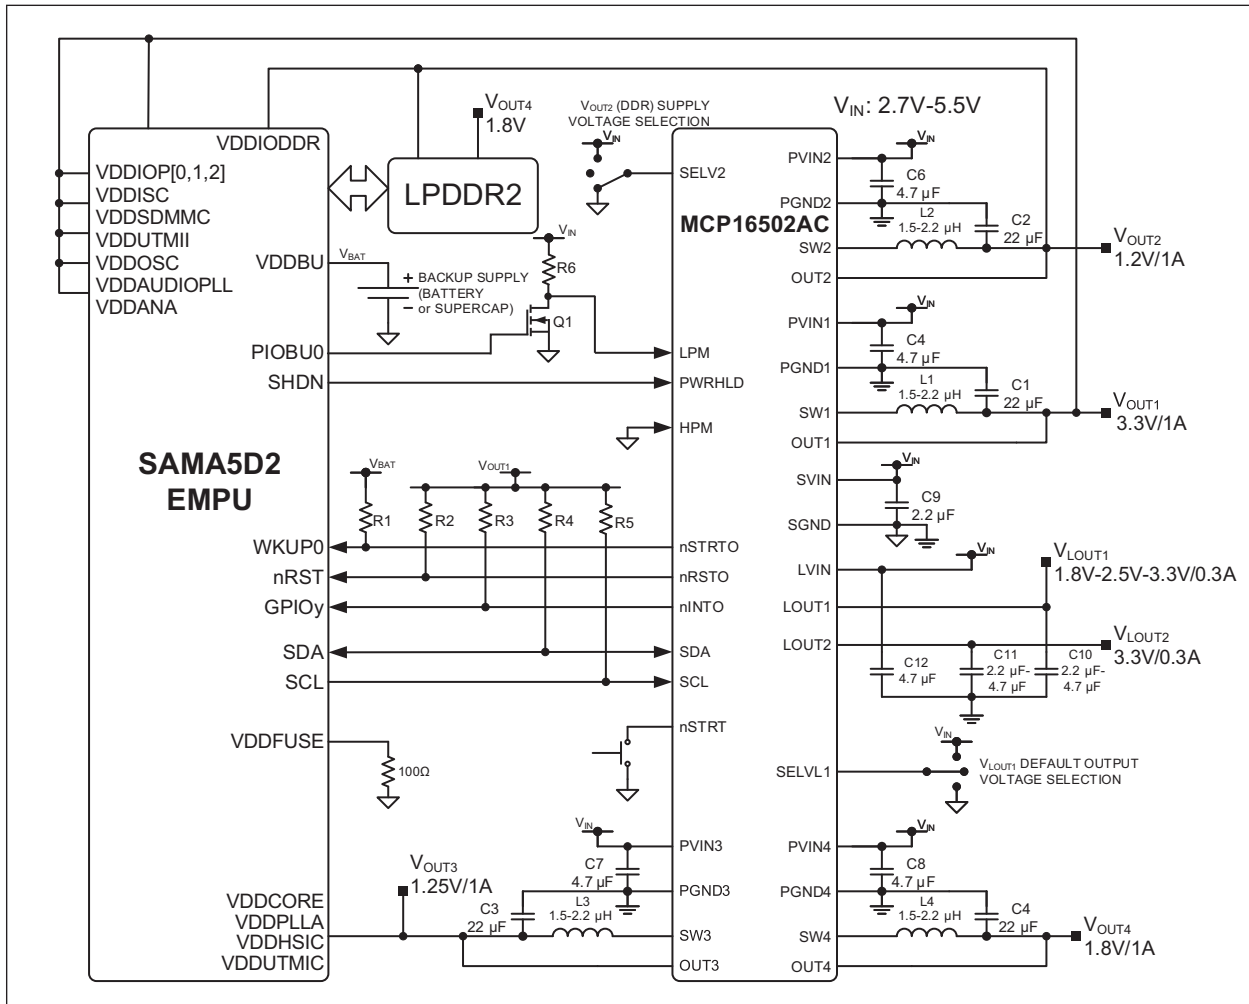 VDDIODDR
VDDIOP[0,1,2]
VDDISC
VDDSDMMC
VDDUTMII
VDDOSC
VDDAUDIOPLL
VDDANA
VDDBU
PIOBU0
SHDN
SAMA5D2
EMPU
WKUP0
nRST
GPIOy
SDA
SCL
VDDFUSE
VDDCORE
VDDPLLA
VDDHSIC
VDDUTMIC
VOUT4
1.8V
LPDDR2
VBAT
+ BACKUP SUPPLY
(BATTERY
– or SUPERCAP)
VIN
R6
Q1
VOUT2 (DDR) SUPPLY
VOLTAGE SELECTION
VIN
VBAT
VOUT1
R1
R2
R3
R4
R5
100Ω
VOUT3
1.25V/1A
C3
22 µF
L3
1.5-2.2 µH
C7
4.7 µF
VIN
MCP16502AC
SELV2
LPM
PWRHLD
HPM
nSTRTO
nRSTO
nINTO
SDA
SCL
nSTRT
PVIN3
PGND3
SW3
OUT3
PVIN2
PGND2
SW2
OUT2
PVIN1
PGND1
SW1
OUT1
SVIN
SGND
LVIN
LOUT1
LOUT2
SELVL1
PVIN4
PGND4
SW4
OUT4
VIN: 2.7V-5.5V
VIN
C6
4.7 µF
L2
1.5-2.2 µH
C2
22 µF
VOUT2
1.2V/1A
VIN
C4
4.7 µF
L1
1.5-2.2 µH
C1
22 µF
VOUT1
3.3V/1A
VIN
C9
2.2 µF
VIN
VLOUT1
1.8V-2.5V-3.3V/0.3A
VLOUT2
3.3V/0.3A
C12
4.7 µF
C11
2.2 µF-
4.7 µF
C10
2.2 µF-
4.7 µF
VIN
VLOUT1 DEFAULT OUTPUT
VOLTAGE SELECTION
VIN
C8
4.7 µF
L4
1.5-2.2 µH
C4
22 µF
VOUT4
1.8V/1A